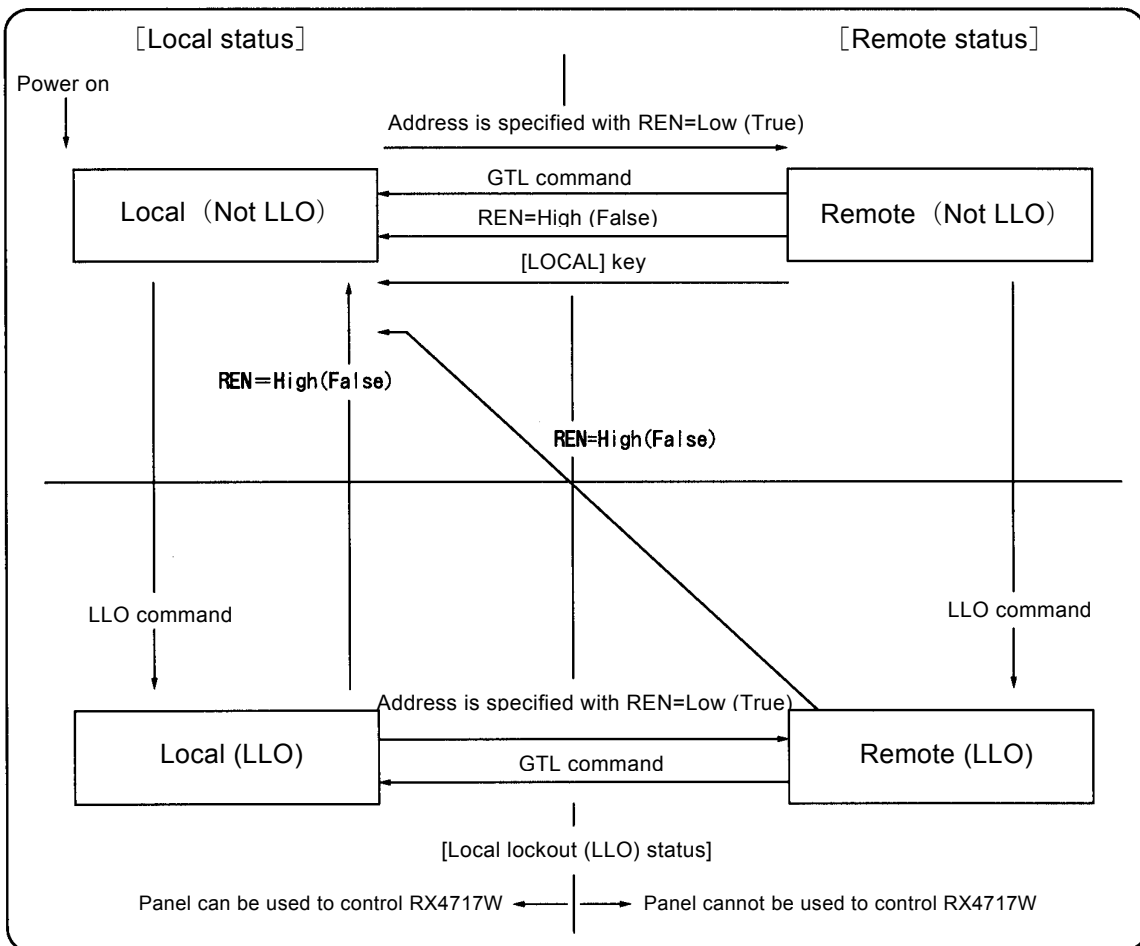 [Local status]
[Remote status]
Power on
Address is specified with REN=Low (True)
GTL command
Local (Not LLO)
Remote (Not LLO)
REN=High (False)
[LOCAL] key
REN=High(False)
REN=High(False)
LLO command
LLO command
Address is specified with REN=Low (True)
Local (LLO)
Remote (LLO)
GTL command
[Local lockout (LLO) status]
Panel can be used to control RX4717W
Panel cannot be used to control RX4717W